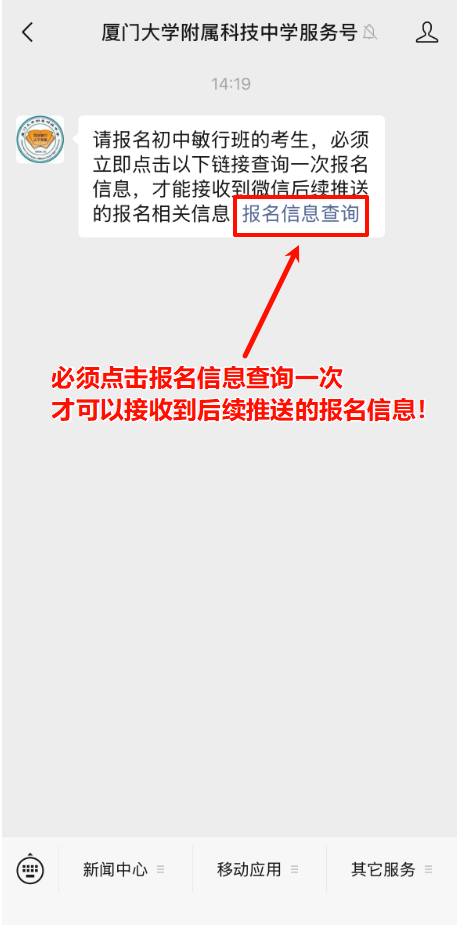 厦门大学附属科技中学服务号
14:19
请报名初中敏行班的考生，必须
立即点击以下链接查询一次报名
信息，才能接收到微信后续推送
的报名相关信息 报名信息查询
必须点击报名信息查询一次
才可以接收到后续推送的报名信息！
新闻中心
移动应用
其它服务